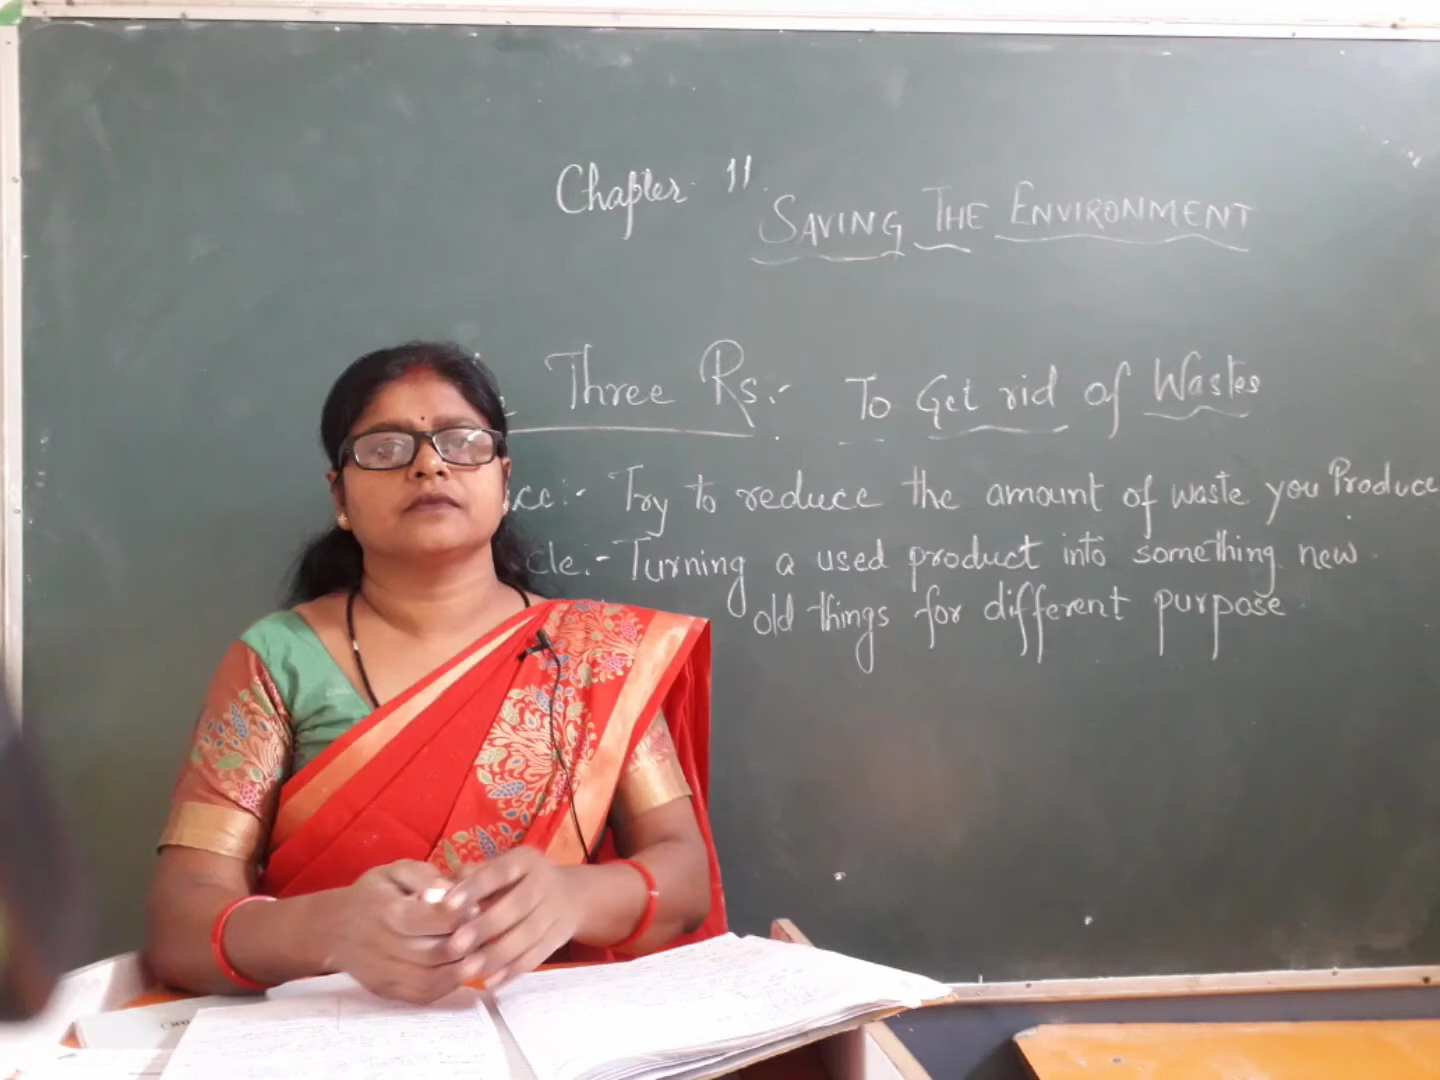 Chapter 11
SAVING THE ENVIRONMENT
Three Rs:- To Get rid of Wastes
Try to reduce the amount of waste you Produce
cle:- Turning a used product into something new
old things for different purpose